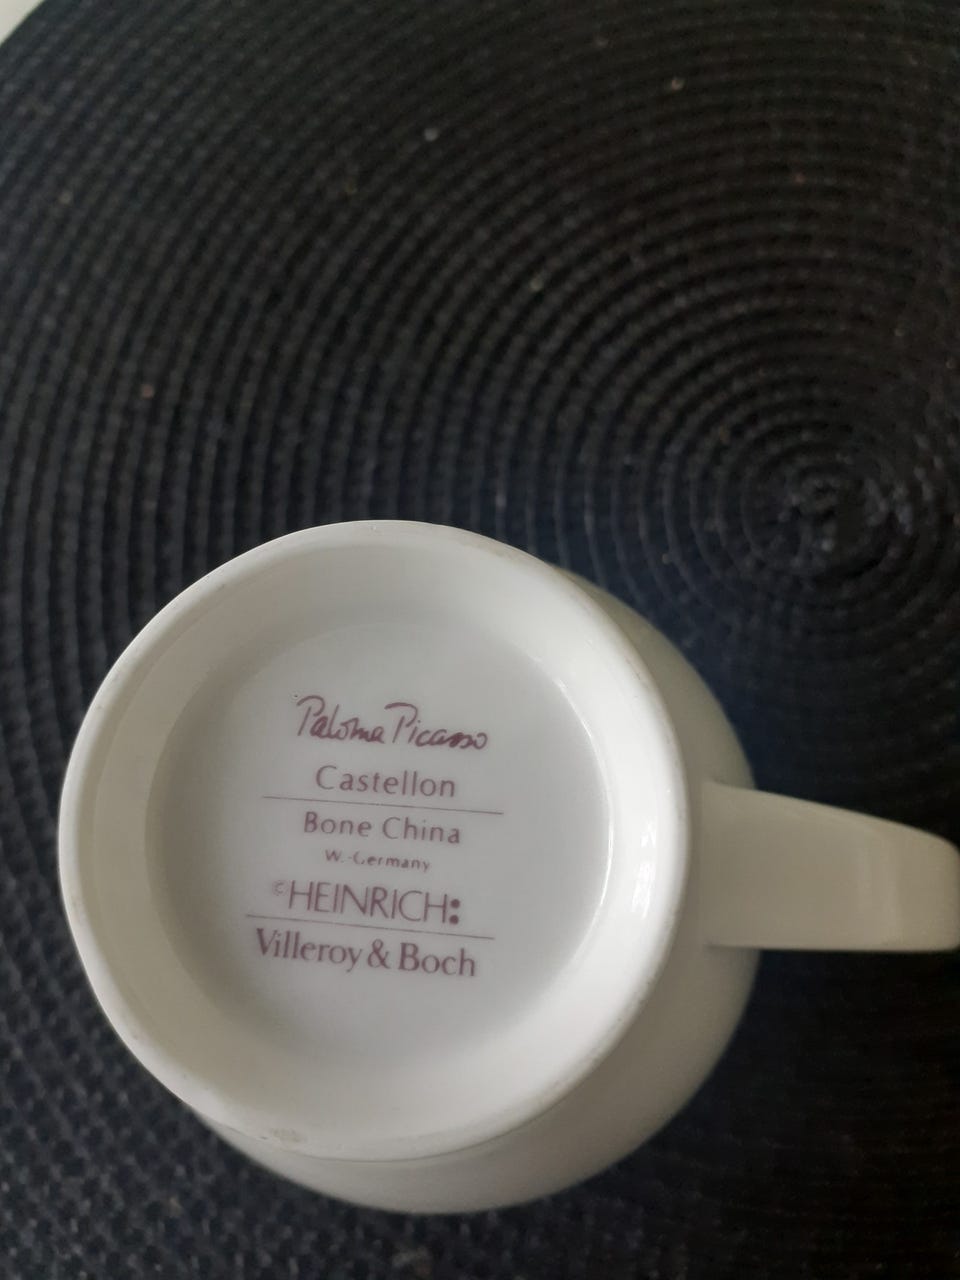 Paloma Picasso
Castellon
Bone China
W.-Germany
©HEINRICH:
Villeroy & Boch